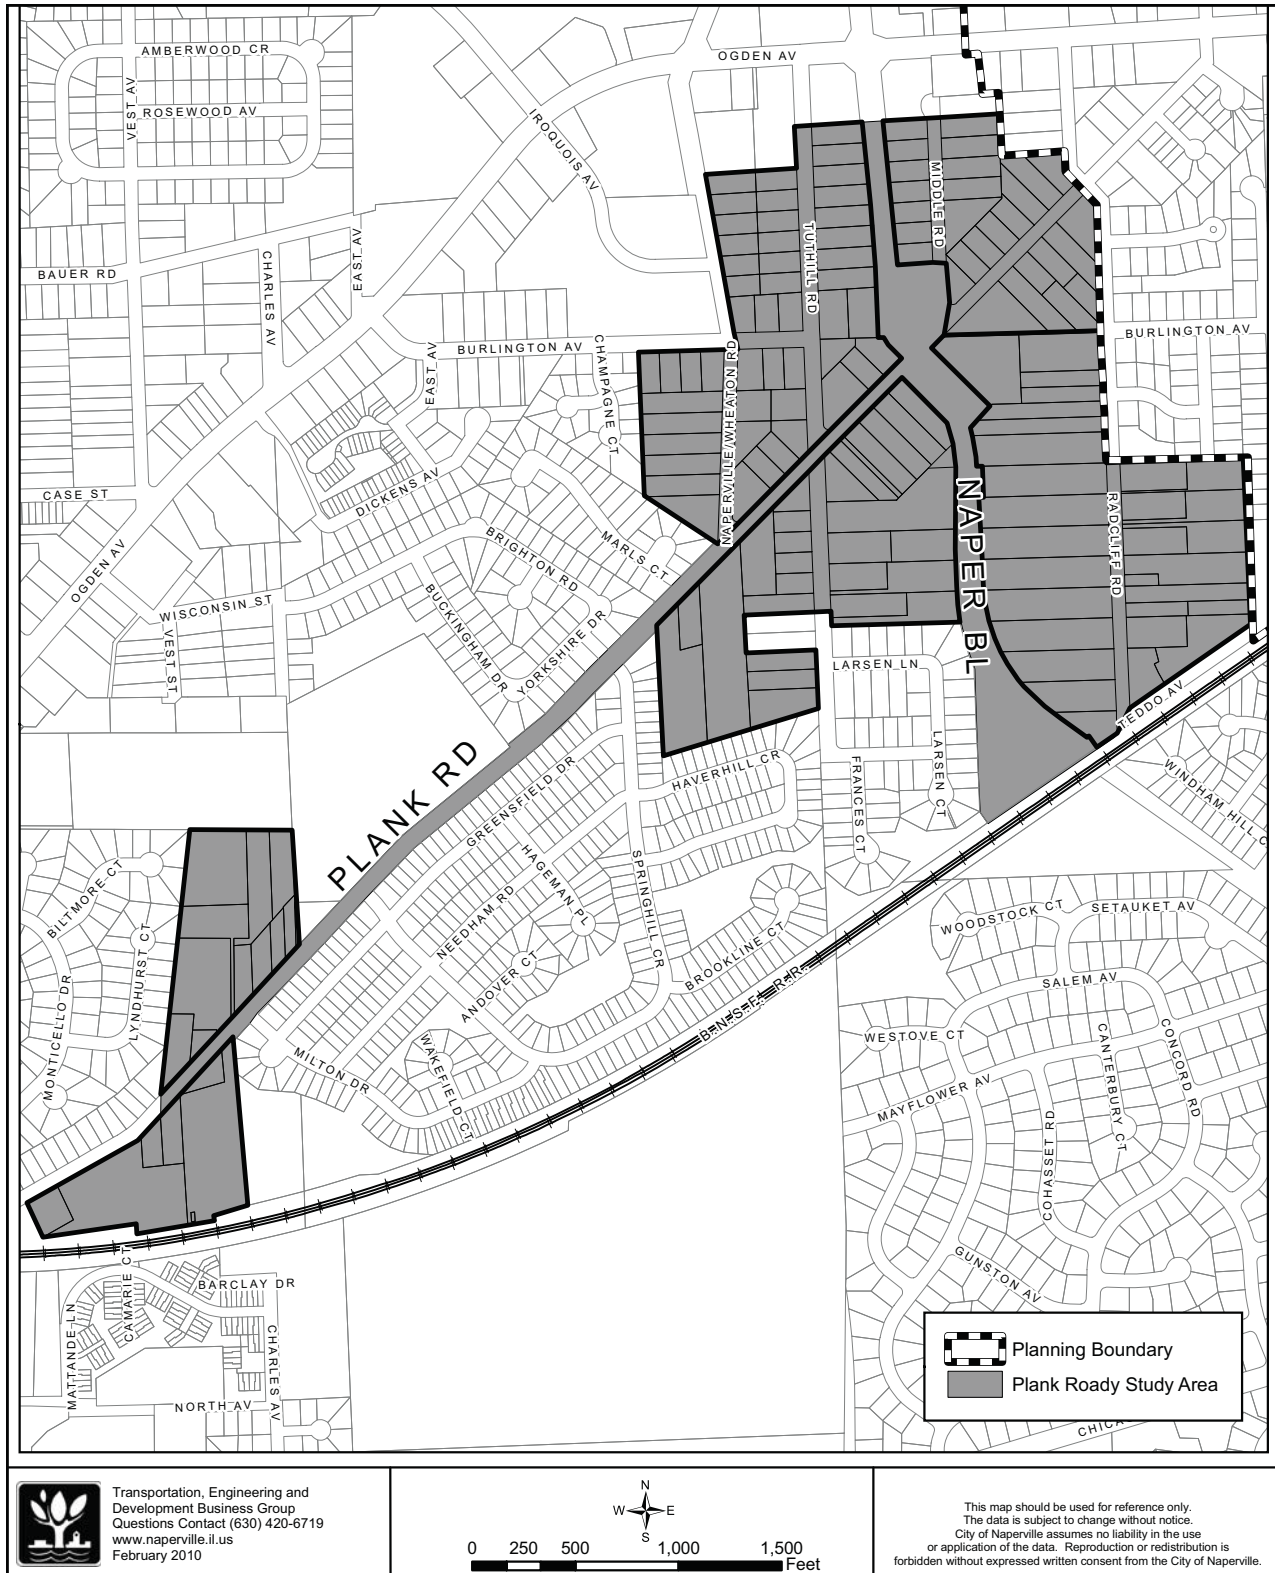 AMBERWOOD CR
OGDEN AV
VEST AV
ROSEWOOD AV
IROQUOIS AV
MIDDLE RD
TUTHILL RD
EAST AV
CHARLES AV
BAUER RD
BURLINGTON AV
BURLINGTON AV
CHAMPAGNE CT
EAST AV
NAPERVILLE/WHEATON RD
CASE ST
DICKENS AV
NAPER BL
RADCLIFF RD
OGDEN AV
BRIGHTON RD
MARLS CT
WISCONSIN ST
BUCKINGHAM DR
YORKSHIRE DR
VEST ST
LARSEN LN
TEDDO AV
PLANK RD
GREENSFIELD DR
HAVERHILL CR
FRANCES CT
LARSEN CT
WINDHAM HILL C
BILTMORE CT
HAGEMAN PL
SPRINGHILL CR
NEEDHAM RD
WOODSTOCK CT
SETAUKET AV
LYNDHURST CT
MONTICELLO DR
ANDOVER CT
BROOKLINE CT
SALEM AV
B.N.S.F. R.R.
WESTOVE CT
CANTERBURY CT
CONCORD RD
MILTON DR
WAKEFIELD CT
MAYFLOWER AV
COHASSET RD
GUNSTON AV
CAMARIE CT
BARCLAY DR
MATTANDE LN
CHARLES AV
NORTH AV
Planning Boundary
Plank Roady Study Area
CHICA
Transportation, Engineering and
Development Business Group
Questions Contact (630) 420-6719
www.naperville.il.us
February 2010
N
W E
S
0 250 500 1,000 1,500
Feet
This map should be used for reference only.
The data is subject to change without notice.
City of Naperville assumes no liability in the use
or application of the data. Reproduction or redistribution is
forbidden without expressed written consent from the City of Naperville.